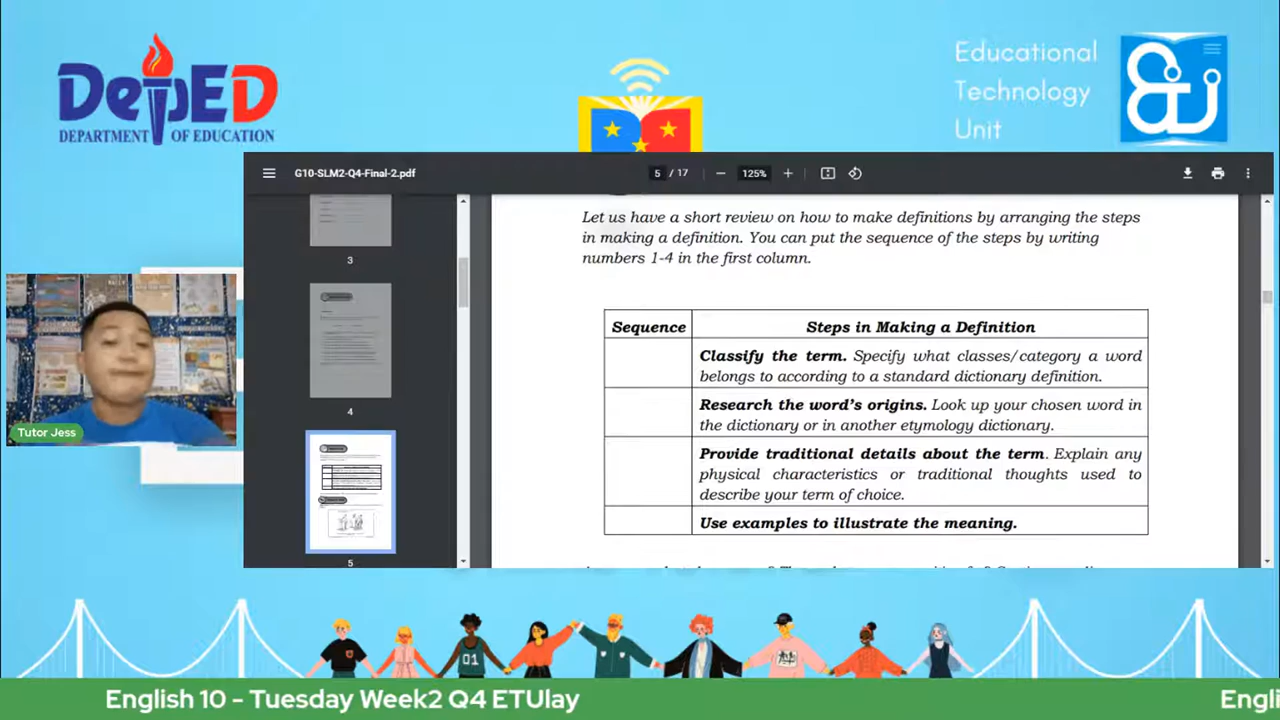 DepED
DEPARTMENT OF EDUCATION
Educational
Technology
Unit
G10-SLM2-Q4-Final-2.pdf
5 / 17
125%
3
4
5
Let us have a short review on how to make definitions by arranging the steps
in making a definition. You can put the sequence of the steps by writing
numbers 1-4 in the first column.
Sequence
Steps in Making a Definition
Classify the term. Specify what classes/category a word
belongs to according to a standard dictionary definition.
Research the word's origins. Look up your chosen word in
the dictionary or in another etymology dictionary.
Provide traditional details about the term. Explain any
physical characteristics or traditional thoughts used to
describe your term of choice.
Use examples to illustrate the meaning.
Tutor Jess
01
English 10 - Tuesday Week2 Q4 ETUlay
Engli